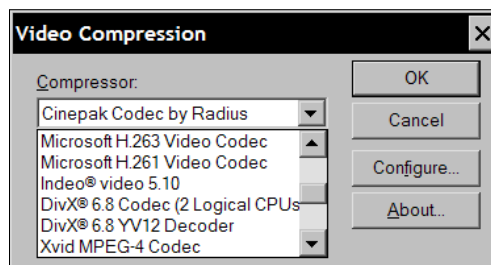 Video Compression
Compressor:
OK
Cinepak Codec by Radius
Cancel
Microsoft H.263 Video Codec
Microsoft H.261 Video Codec
Configure...
Indeo® video 5.10
DivX® 6.8 Codec (2 Logical CPUs
About...
DivX® 6.8 YV12 Decoder
Xvid MPEG-4 Codec